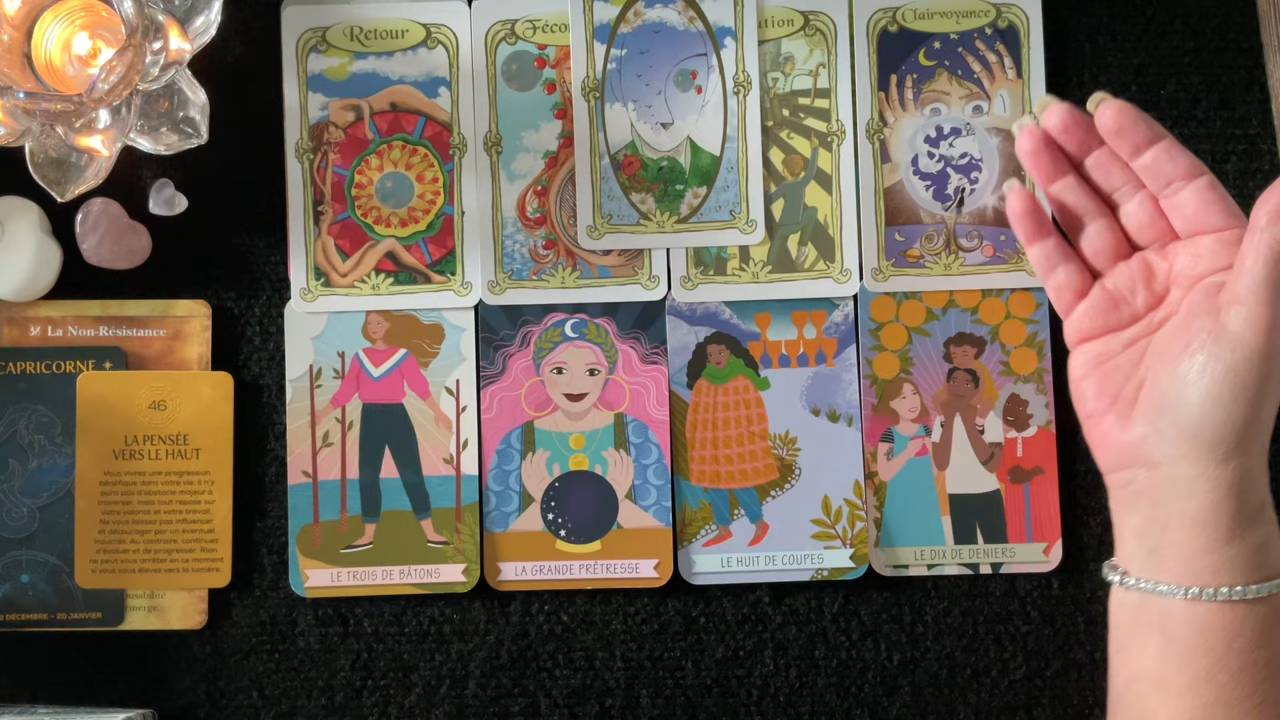 Retour
45
2
52
31
Clairvoyance
35
La Non-Résistance
CAPRICORNE
46
LA PENSÉE
VERS LE HAUT
Vous vivrez une progression
bénéfique dans votre vie. Il n'y
aura pas d'obstacle majeur à
traverser, mais tout repose sur
votre volonté et votre travail.
Ne vous laissez pas influencer
et décourager par un éventuel
insuccès. Au contraire, continuez
d'évoluer et de progresser. Rien
ne peut vous arrêter en ce moment
si vous vous élevez vers la lumière.
DÉCEMBRE - 20 JANVIER
LE TROIS DE BÂTONS
LA GRANDE PRÊTRESSE
LE HUIT DE COUPES
LE DIX DE DENIERS